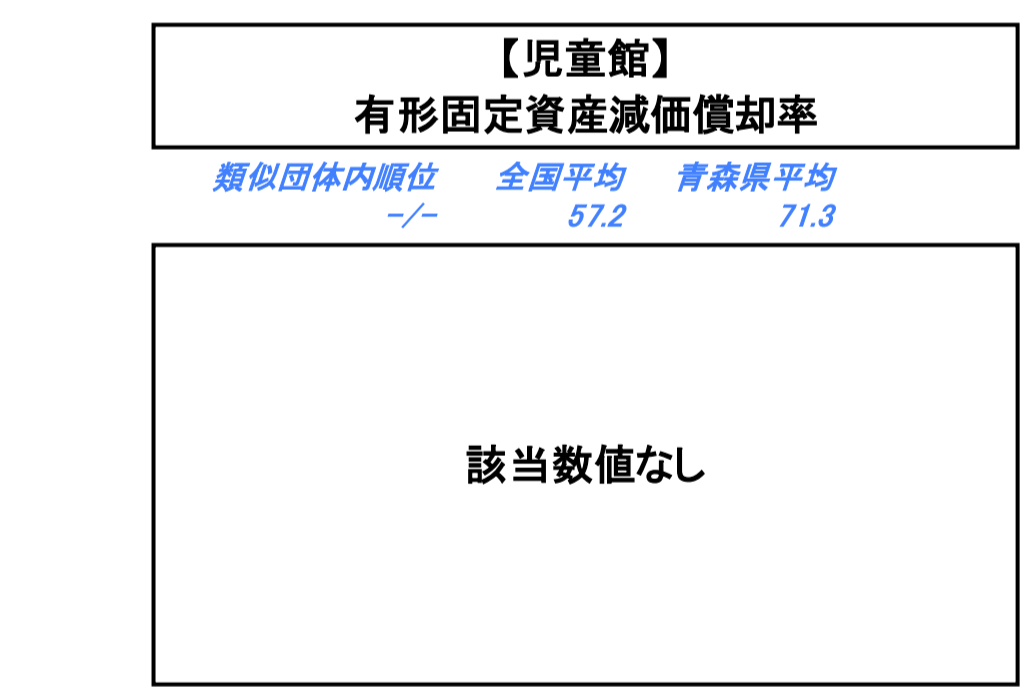 【児童館】
有形固定資産減価償却率
類似団体内順位 全国平均 青森県平均
-/- 57.2 71.3
該当数値なし